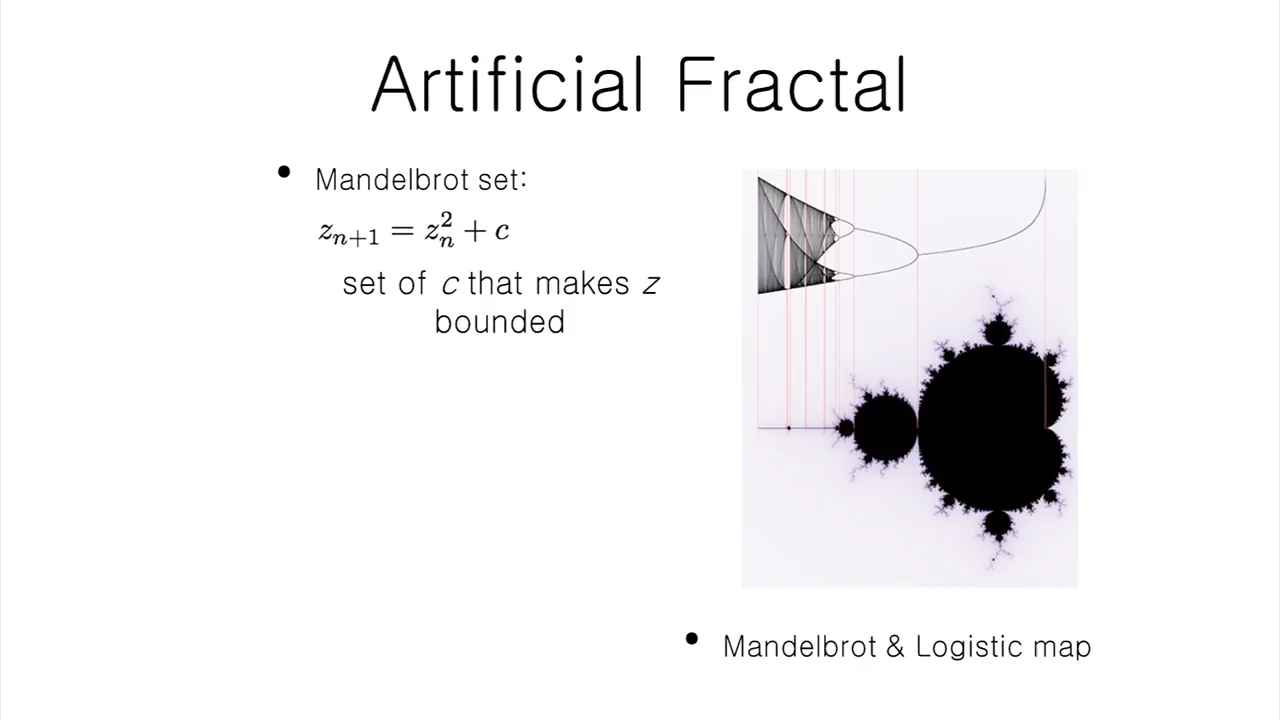 Artificial Fractal
• Mandelbrot set:
$z_{n+1} = z_n^2 + c$
set of c that makes z
bounded
• Mandelbrot & Logistic map